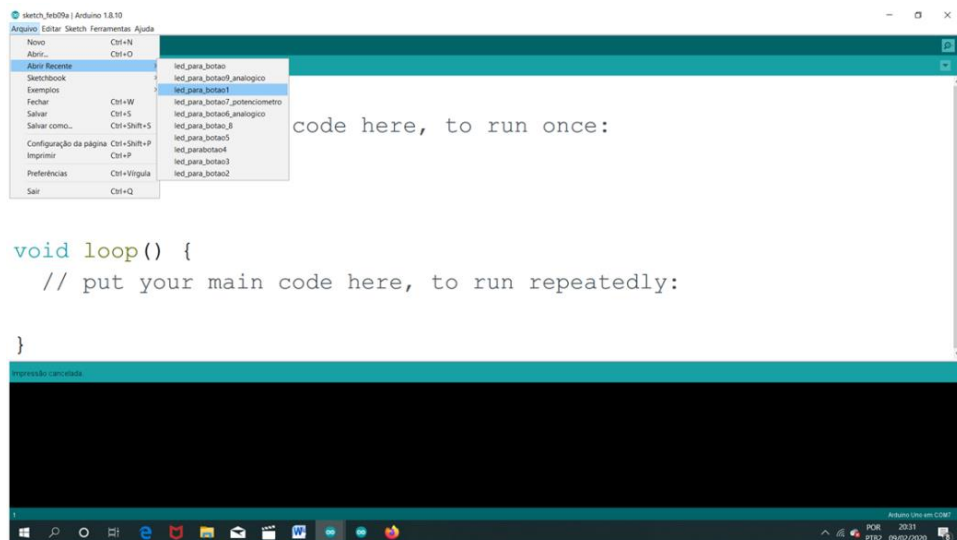 sketch_feb09a | Arduino 1.8.10
Arquivo Editar Sketch Ferramentas Ajuda
Novo Ctrl+N
Abrir... Ctrl+O
Abrir Recente
Sketchbook
Exemplos
Fechar Ctrl+W
Salvar Ctrl+S
Salvar como... Ctrl+Shift+S
Configuração da página Ctrl+Shift+P
Imprimir Ctrl+P
Preferências Ctrl+Vírgula
Sair Ctrl+Q
led_para_botao
led_para_botao9_analogico
led_para_botao1
led_para_botao7_potenciometro
led_para_botao6_analogico
led_para_botao_8
led_para_botao5
led_parabotao4
led_para_botao3
led_para_botao2
code here, to run once:
void loop() {
// put your main code here, to run repeatedly:
}
Impressão cancelada.
1
Arduino Uno em COM7
POR 20:31
PTB2 09/02/2020